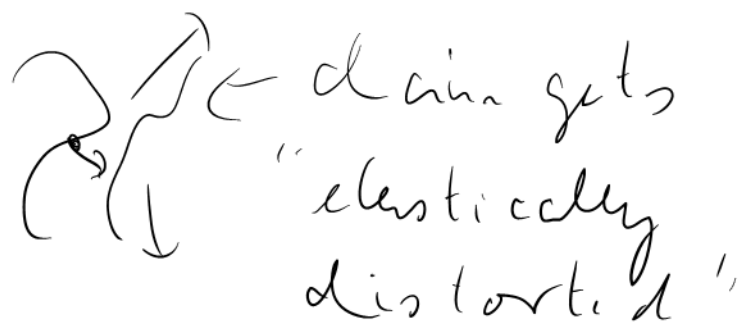 ← chain gets
"elastically
distorted"